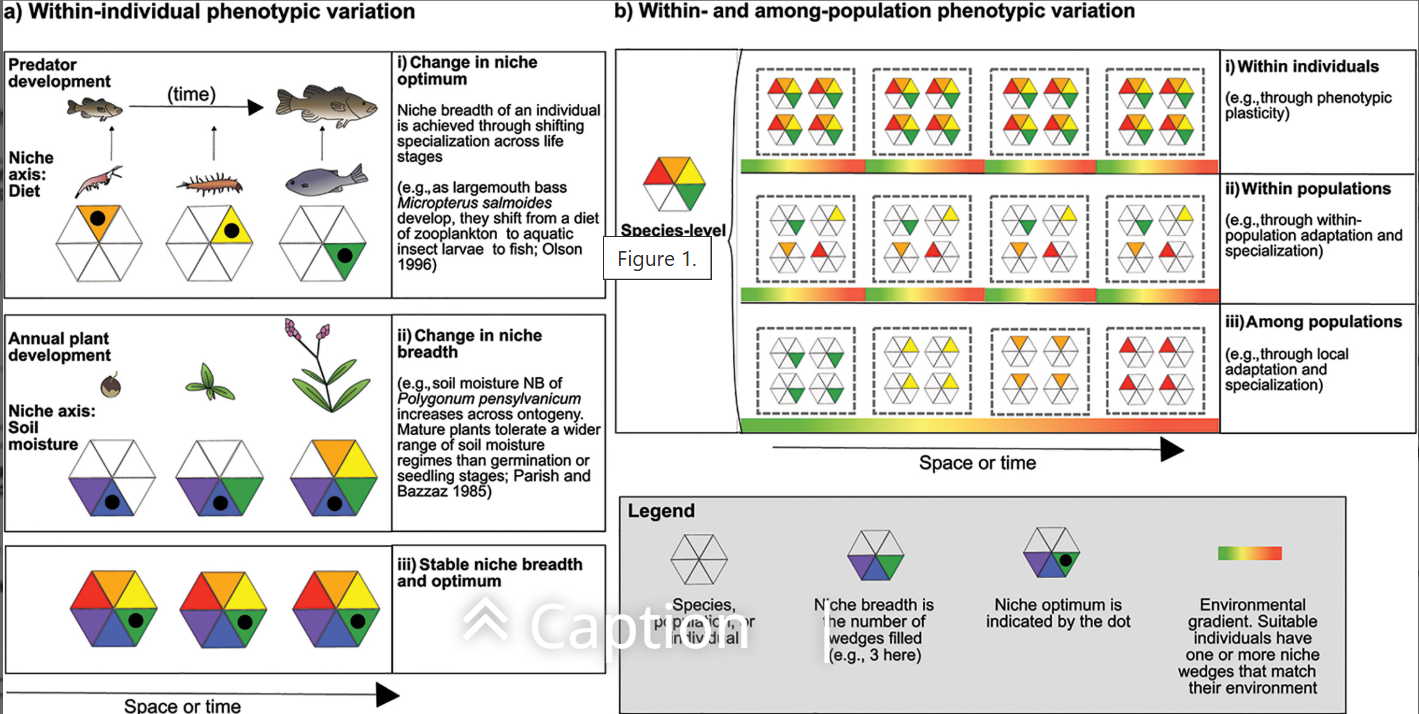 a) Within-individual phenotypic variation
Predator
development
(time)
Niche
axis:
Diet
i) Change in niche
optimum
Niche breadth of an individual
is achieved through shifting
specialization across life
stages
(e.g.,as largemouth bass
Micropterus salmoides
develop, they shift from a diet
of zooplankton to aquatic
insect larvae to fish; Olson
1996)
Annual plant
development
Niche axis:
Soil
moisture
ii) Change in niche
breadth
(e.g.,soil moisture NB of
Polygonum pensylvanicum
increases across ontogeny.
Mature plants tolerate a wider
range of soil moisture
regimes than germination or
seedling stages; Parish and
Bazzaz 1985)
iii) Stable niche breadth
and optimum
Space or time
b) Within- and among-population phenotypic variation
Species-level
Figure 1.
i) Within individuals
(e.g.,through phenotypic
plasticity)
ii) Within populations
(e.g.,through within-
population adaptation and
specialization)
iii) Among populations
(e.g.,through local
adaptation and
specialization)
Space or time
Legend
Species,
population, or
individual
Niche breadth is
the number of
wedges filled
(e.g., 3 here)
Niche optimum is
indicated by the dot
Environmental
gradient. Suitable
individuals have
one or more niche
wedges that match
their environment
Caption